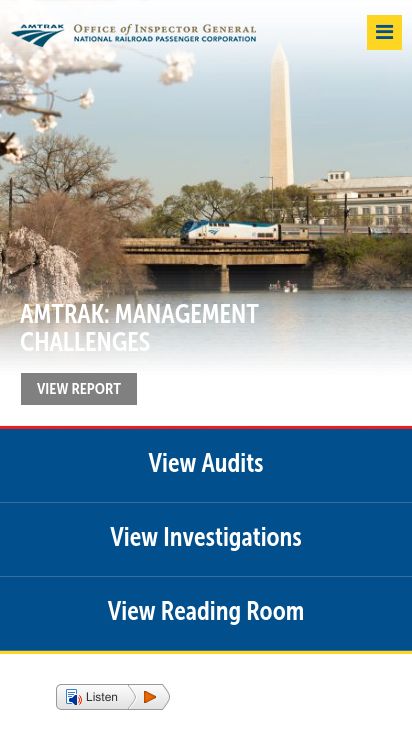 AMTRAK
OFFICE of INSPECTOR GENERAL
NATIONAL RAILROAD PASSENGER CORPORATION
AMTRAK: MANAGEMENT
CHALLENGES
VIEW REPORT
View Audits
View Investigations
View Reading Room
Listen